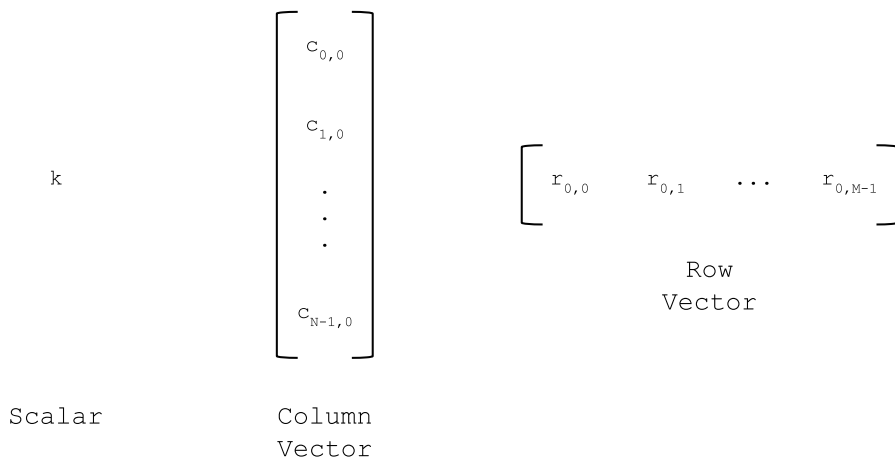 k
c0,0
c1,0
.
.
.
cN-1,0
Scalar
Column
Vector
r0,0 r0,1 ... r0,M-1
Row
Vector